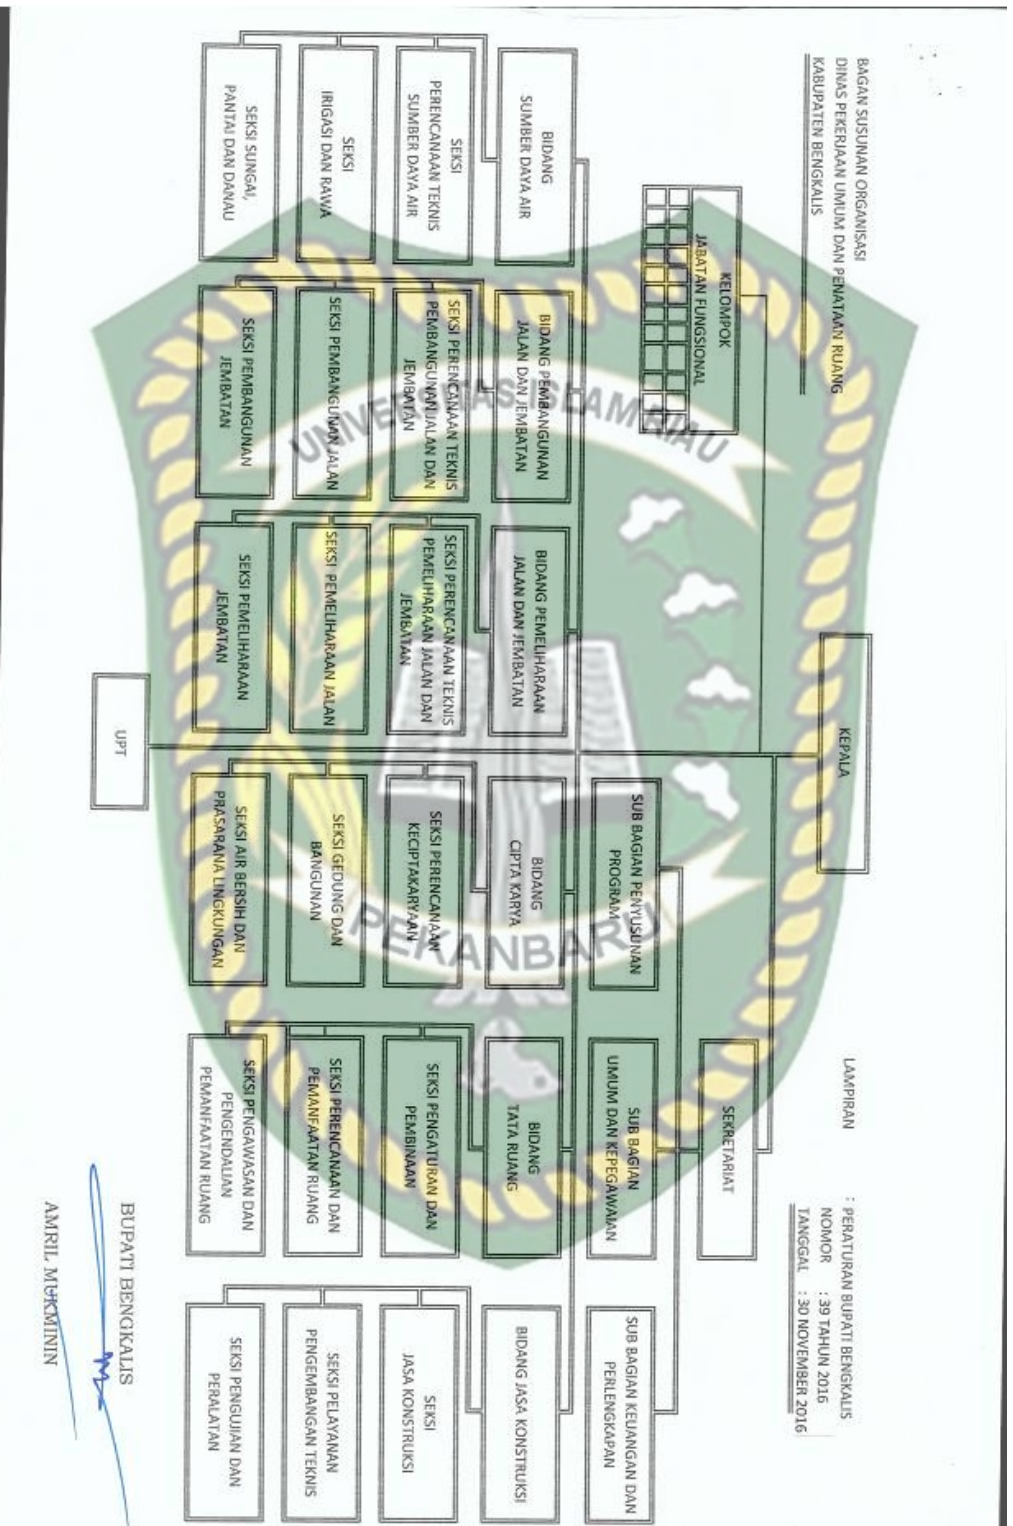 BAGAN SUSUNAN ORGANISASI
DINAS PEKERJAAN UMUM DAN PENATAAN RUANG
KABUPATEN BENGKALIS
LAMPIRAN : PERATURAN BUPATI BENGKALIS
NOMOR : 39 TAHUN 2016
TANGGAL : 30 NOVEMBER 2016
KEPALA
KELOMPOK
JABATAN FUNGSIONAL
SEKRETARIAT
SUB BAGIAN PENYUSUNAN
PROGRAM
SUB BAGIAN
UMUM DAN KEPEGAWAIAN
SUB BAGIAN KEUANGAN DAN
PERLENGKAPAN
BIDANG
SUMBER DAYA AIR
SEKSI
PERENCANAAN TEKNIS
SUMBER DAYA AIR
SEKSI
IRIGASI DAN RAWA
SEKSI SUNGAI,
PANTAI DAN DANAU
BIDANG PEMBANGUNAN
JALAN DAN JEMBATAN
SEKSI PERENCANAAN TEKNIS
PEMBANGUNAN JALAN DAN
JEMBATAN
SEKSI PEMBANGUNAN JALAN
SEKSI PEMBANGUNAN
JEMBATAN
BIDANG PEMELIHARAAN
JALAN DAN JEMBATAN
SEKSI PERENCANAAN TEKNIS
PEMELIHARAAN JALAN DAN
JEMBATAN
SEKSI PEMELIHARAAN JALAN
SEKSI PEMELIHARAAN
JEMBATAN
BIDANG
CIPTA KARYA
SEKSI PERENCANAAN
KECIPTAKARYAAN
SEKSI GEDUNG DAN
BANGUNAN
SEKSI AIR BERSIH DAN
PRASARANA LINGKUNGAN
BIDANG
TATA RUANG
SEKSI PENGATURAN DAN
PEMBINAAN
SEKSI PERENCANAAN DAN
PEMANFAATAN RUANG
SEKSI PENGAWASAN DAN
PENGENDALIAN
PEMANFAATAN RUANG
BIDANG JASA KONSTRUKSI
SEKSI
JASA KONSTRUKSI
SEKSI PELAYANAN
PENGEMBANGAN TEKNIS
SEKSI PENGUJIAN DAN
PERALATAN
UPT
BUPATI BENGKALIS
AMRIL MUKMININ
UNIVERSITAS ISLAM RIAU
PEKANBARU